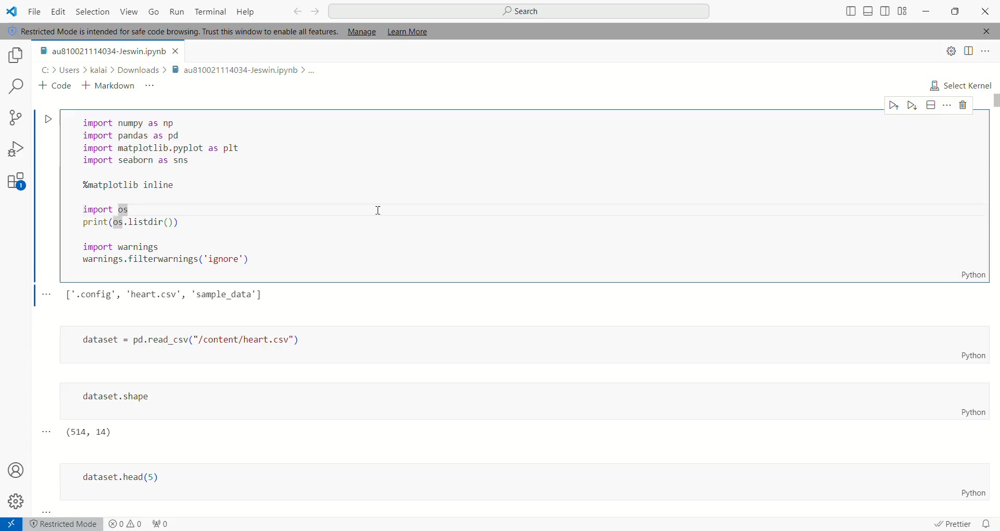 File Edit Selection View Go Run Terminal Help
Search
Restricted Mode is intended for safe code browsing. Trust this window to enable all features. Manage Learn More
au810021114034-Jeswin.ipynb
C: > Users > kalai > Downloads > au810021114034-Jeswin.ipynb > ...
+ Code + Markdown ...
Select Kernel
import numpy as np
import pandas as pd
import matplotlib.pyplot as plt
import seaborn as sns
%matplotlib inline
import os
print(os.listdir())
import warnings
warnings.filterwarnings('ignore')
Python
['.config', 'heart.csv', 'sample_data']
dataset = pd.read_csv("/content/heart.csv")
Python
dataset.shape
Python
(514, 14)
dataset.head(5)
Python
1
Restricted Mode 0 0 0
Prettier